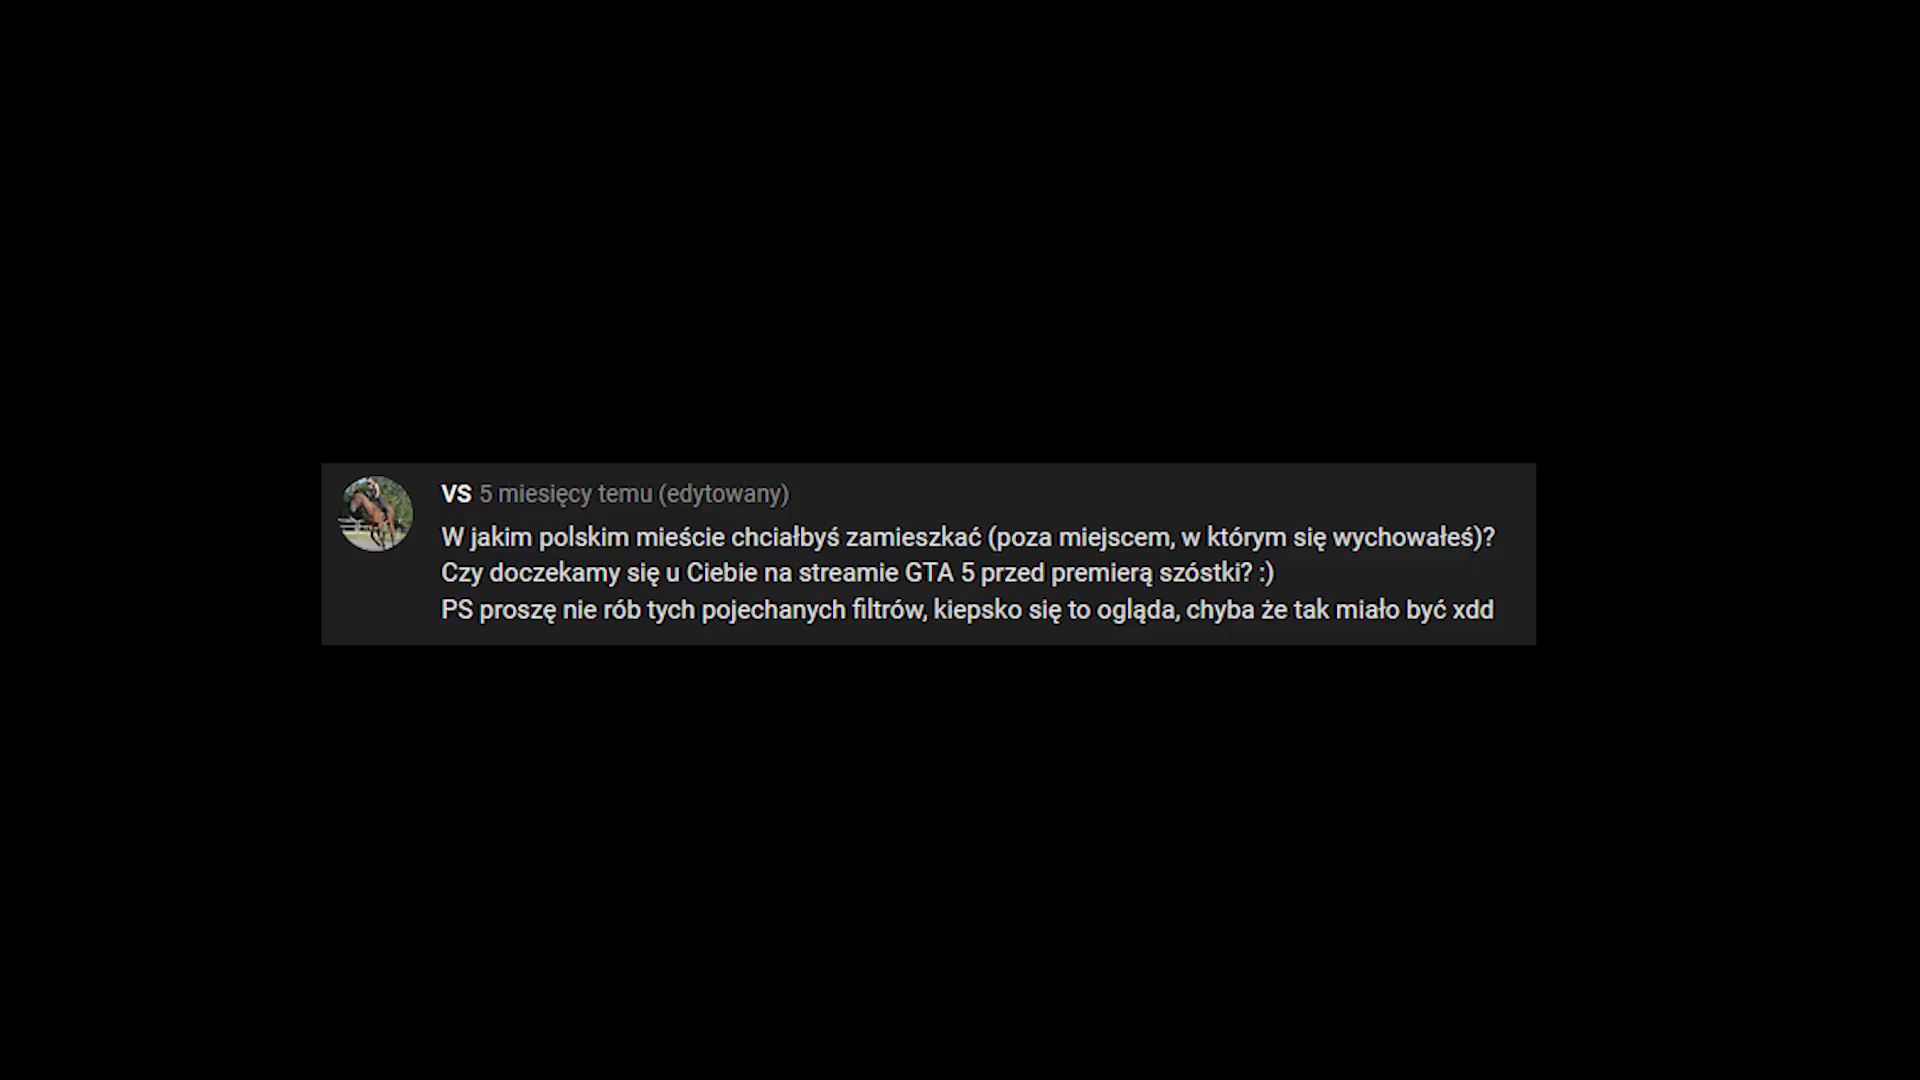 VS 5 miesięcy temu (edytowany)
W jakim polskim mieście chciałbyś zamieszkać (poza miejscem, w którym się wychowałeś)?
Czy doczekamy się u Ciebie na streamie GTA 5 przed premierą szóstki? :)
PS proszę nie rób tych pojechanych filtrów, kiepsko się to ogląda, chyba że tak miało być xdd